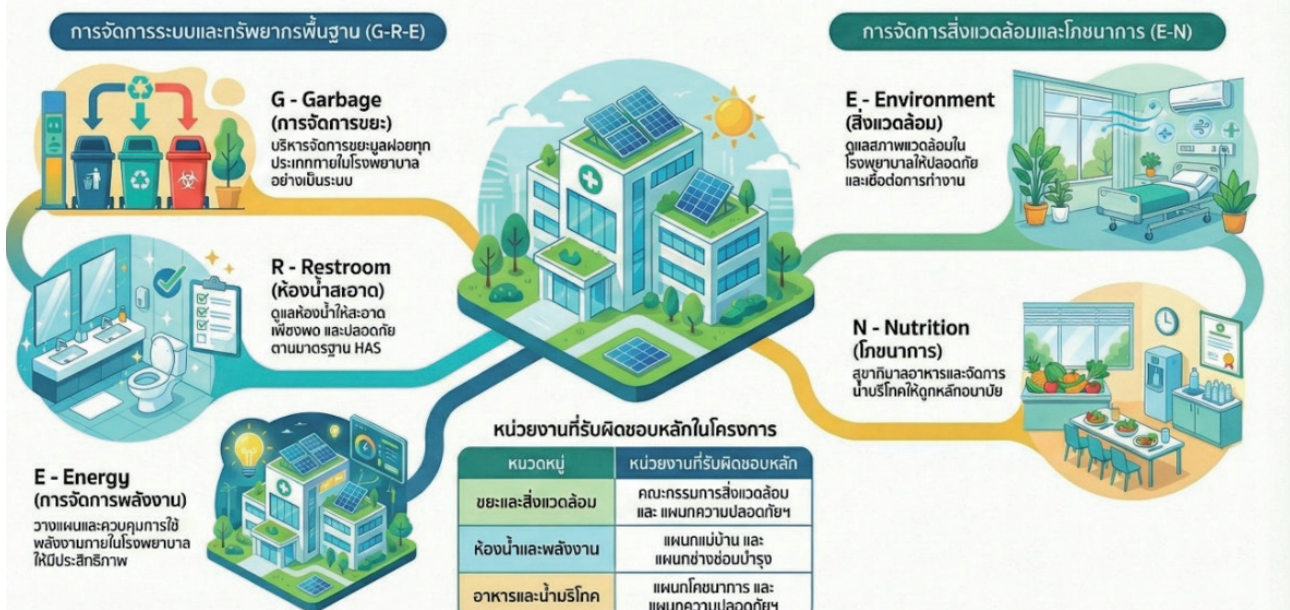 การจัดการระบบและทรัพยากรพื้นฐาน (G-R-E)
G - Garbage
(การจัดการขยะ)
บริหารจัดการขยะมูลฝอยทุก
ประเภทภายในโรงพยาบาล
อย่างเป็นระบบ
R - Restroom
(ห้องน้ำสะอาด)
ดูแลห้องน้ำให้สะอาด
เพียงพอ และปลอดภัย
ตามมาตรฐาน HAS
E - Energy
(การจัดการพลังงาน)
วางแผนและควบคุมการใช้
พลังงานภายในโรงพยาบาล
ให้มีประสิทธิภาพ
การจัดการสิ่งแวดล้อมและโภชนาการ (E-N)
E - Environment
(สิ่งแวดล้อม)
ดูแลสภาพแวดล้อมใน
โรงพยาบาลให้ปลอดภัย
และเอื้อต่อการทำงาน
N - Nutrition
(โภชนาการ)
สุขาภิบาลอาหารและจัดการ
น้ำบริโภคให้ถูกหลักอนามัย
หน่วยงานที่รับผิดชอบหลักในโครงการ
หมวดหมู่ หน่วยงานที่รับผิดชอบหลัก
ขยะและสิ่งแวดล้อม คณะกรรมการสิ่งแวดล้อม
และ แผนกความปลอดภัยฯ
ห้องน้ำและพลังงาน แผนกแม่บ้าน และ
แผนกช่างซ่อมบำรุง
อาหารและน้ำบริโภค แผนกโภชนาการ และ
แผนกความปลอดภัยฯ